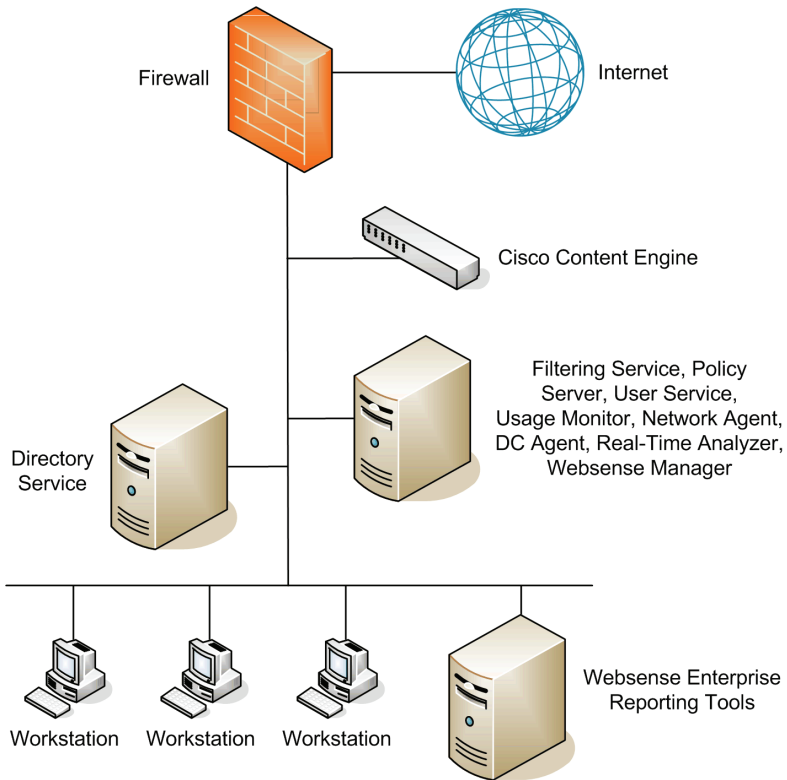 Firewall
Internet
Cisco Content Engine
Filtering Service, Policy
Server, User Service,
Usage Monitor, Network Agent,
DC Agent, Real-Time Analyzer,
Websense Manager
Directory
Service
Websense Enterprise
Reporting Tools
Workstation
Workstation
Workstation